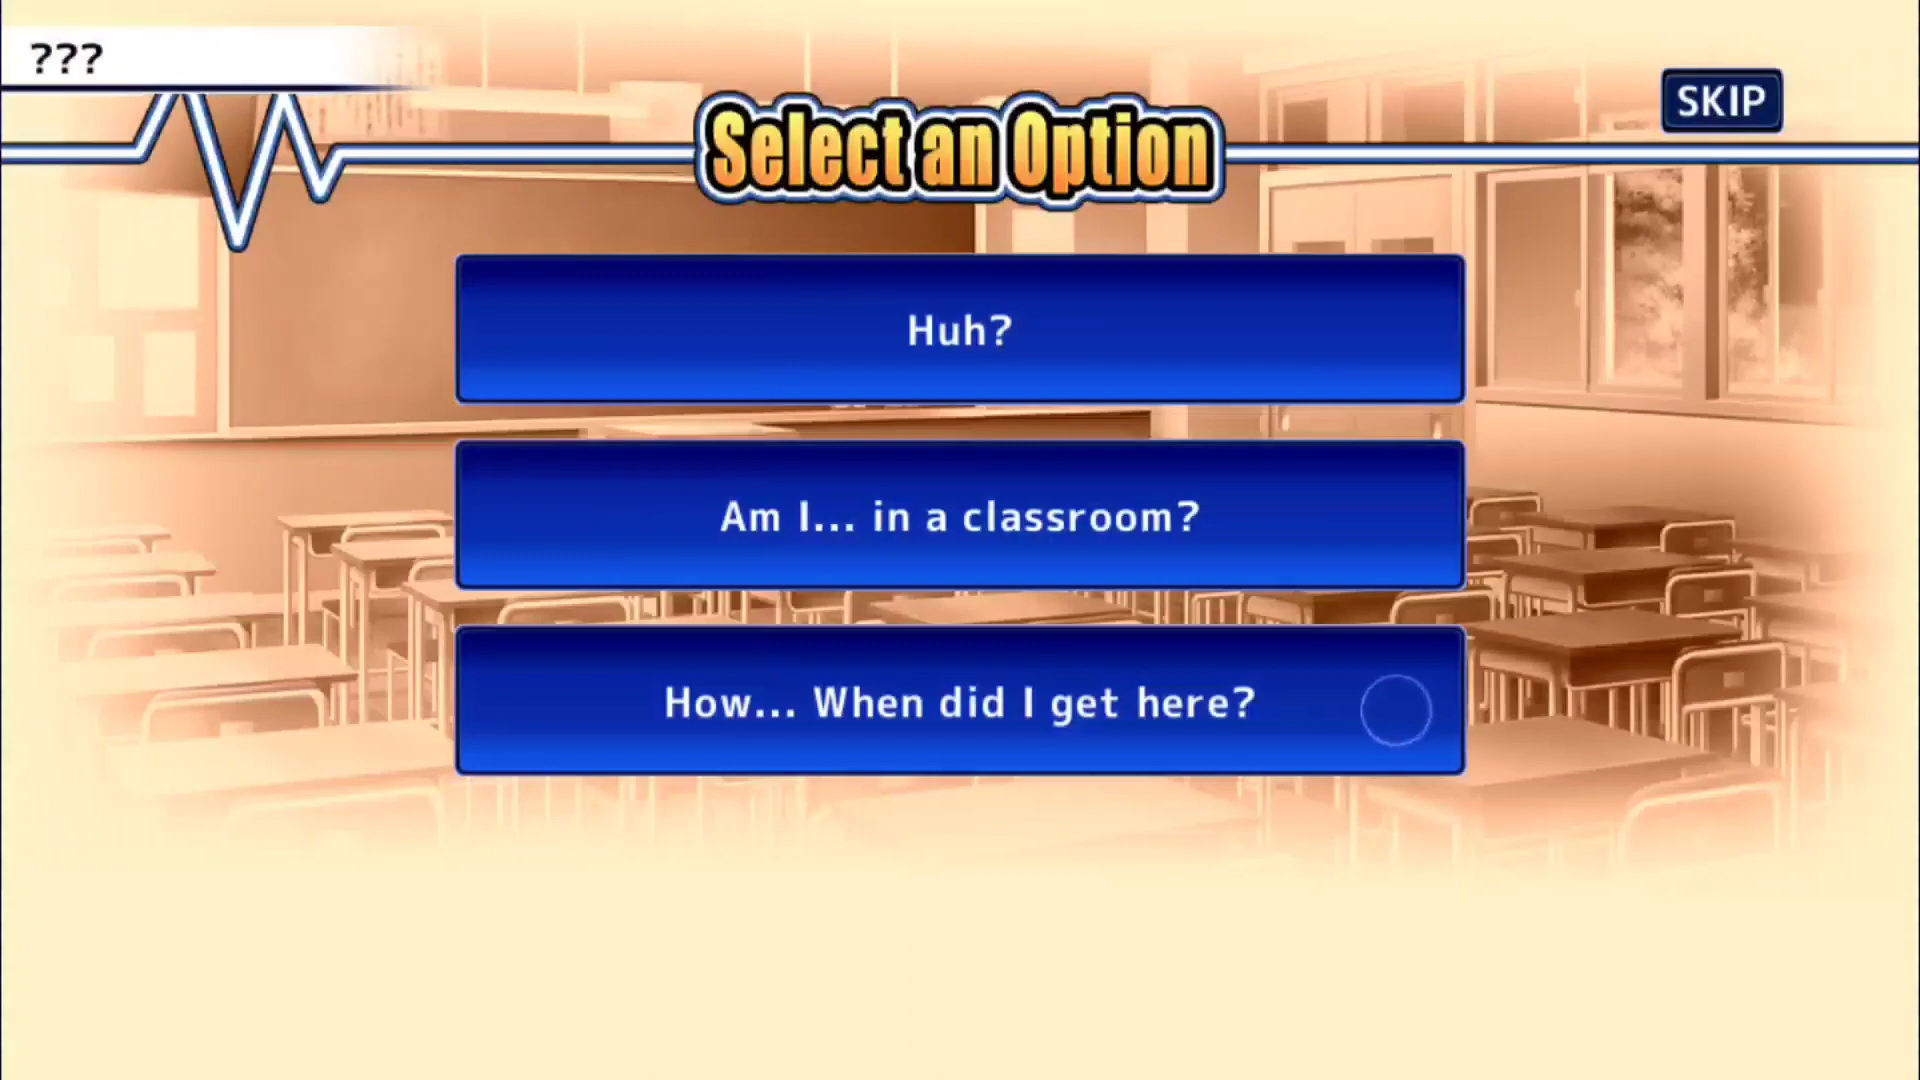 ???
SKIP
Select an Option
Huh?
Am I... in a classroom?
How... When did I get here?